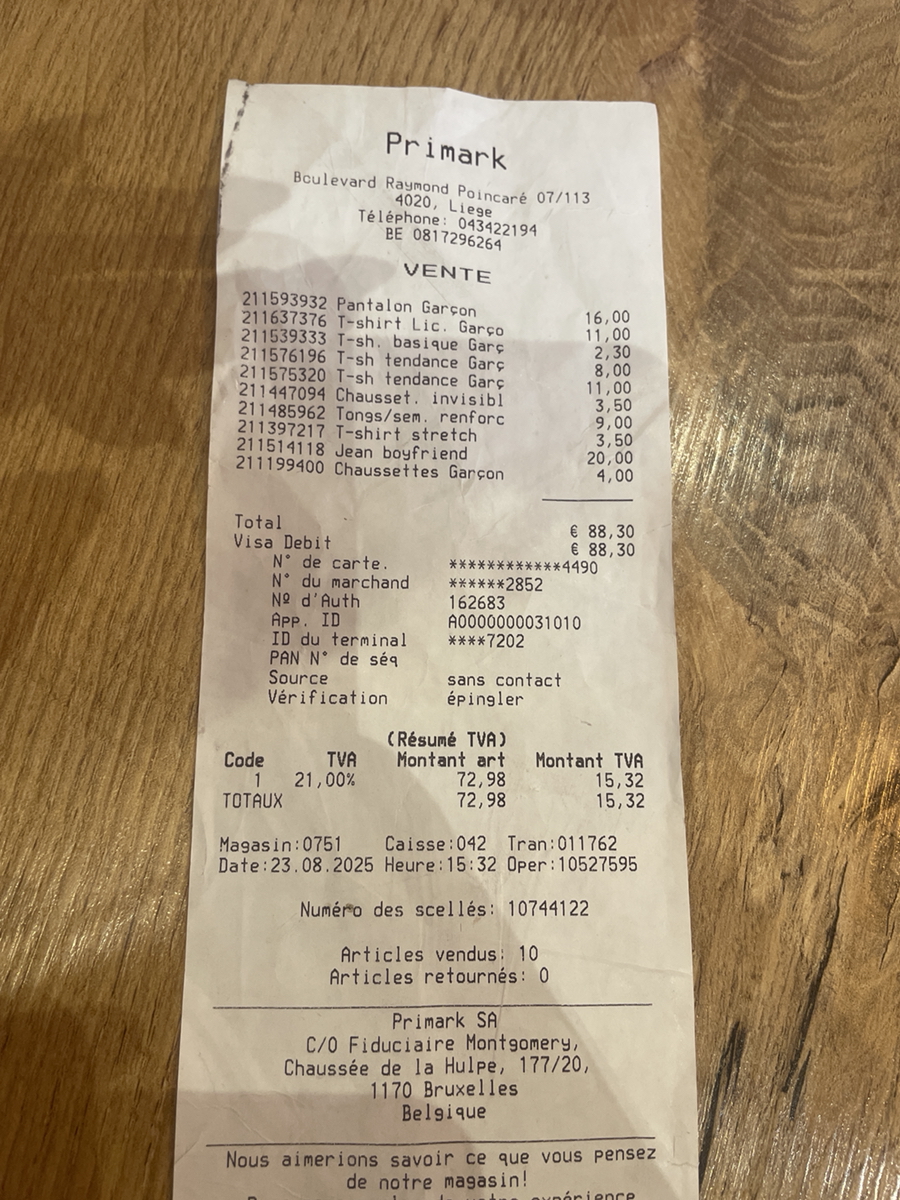 Primark
Boulevard Raymond Poincaré 07/113
4020, Liege
Téléphone: 043422194
BE 0817296264
VENTE
211593932 Pantalon Garçon 16,00
211637376 T-shirt Lic. Garço 11,00
211539333 T-sh. basique Garç 2,30
211576196 T-sh tendance Garç 8,00
211575320 T-sh tendance Garç 11,00
211447094 Chausset. invisibl 3,50
211485962 Tongs/sem. renforc 9,00
211397217 T-shirt stretch 3,50
211514118 Jean boyfriend 20,00
211199400 Chaussettes Garçon 4,00
Total € 88,30
Visa Debit € 88,30
N° de carte. ************4490
N° du marchand ******2852
Nº d'Auth 162683
App. ID A0000000031010
ID du terminal ****7202
PAN N° de séq
Source sans contact
Vérification épingler
(Résumé TVA)
Code TVA Montant art Montant TVA
1 21,00% 72,98 15,32
TOTAUX 72,98 15,32
Magasin:0751 Caisse:042 Tran:011762
Date:23.08.2025 Heure:15:32 Oper:10527595
Numéro des scellés: 10744122
Articles vendus: 10
Articles retournés: 0
Primark SA
C/O Fiduciaire Montgomery,
Chaussée de la Hulpe, 177/20,
1170 Bruxelles
Belgique
Nous aimerions savoir ce que vous pensez
de notre magasin!